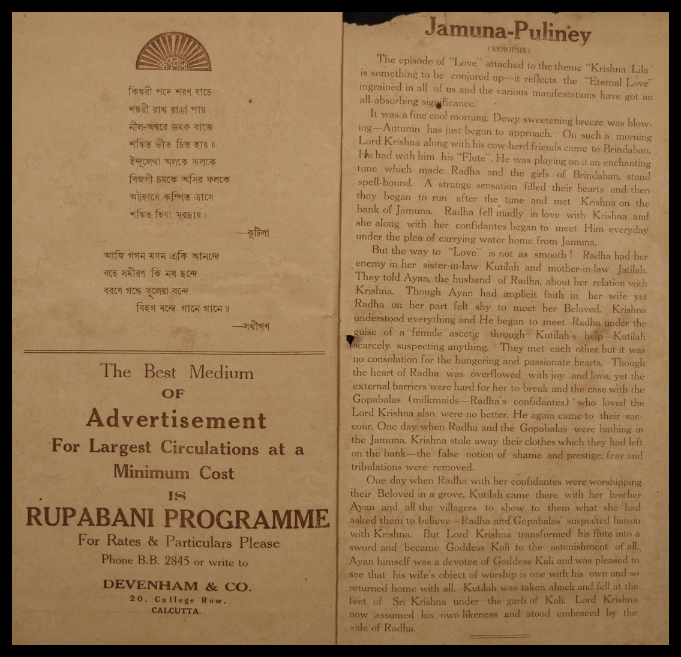 রূপবাণী
কিঙ্করী পদে শরণ যাচে
শঙ্করী রাখ রাঙা পায়
নীল-অম্বরে ডমরু বাজে
শঙ্কিত ভীত চিত হায়॥
ইন্দুলেখা অলকে ঝলকে
বিজলী চমকে অসির ফলকে
অট্টহাসে কম্পিত ত্রাসে
শঙ্কিত হিয়া মূরছায়।
—কুটিলা
আজি গগন মগন একি আনন্দে
বহে সমীরণ কি নব ছন্দে
বরণে গন্ধে ফুলেরা বন্দে
বিহগ বন্দে গানে গানে॥
—সখীগণ
The Best Medium
OF
Advertisement
For Largest Circulations at a
Minimum Cost
IS
RUPABANI PROGRAMME
For Rates & Particulars Please
Phone B.B. 2845 or write to
DEVENHAM & CO.
20, College Row,
CALCUTTA.
Jamuna-Puliney
(SYNOPSIS)
The episode of "Love" attached to the theme "Krishna Lila
is something to be conjured up—it reflects the "Eternal Love"
ingrained in all of us and the various manifestations have got an
all-absorbing significance.
It was a fine cool morning. Dewy sweetening breeze was blow-
ing—Autumn has just begun to approach. On such a morning
Lord Krishna along with his cow-herd friends came to Brindaban.
He had with him his "Flute". He was playing on it an enchanting
tune which made Radha and the girls of Brindaban, stand
spell-bound. A strange sensation filled their hearts and then
they began to run after the tune and met Krishna on the
bank of Jamuna. Radha fell madly in love with Krishna and
she along with her confidantes began to meet Him everyday
under the plea of carrying water home from Jamuna.
But the way to "Love" is not as smooth! Radha had her
enemy in her sister-in-law Kutilah and mother-in-law Jatilah.
They told Ayan, the husband of Radha, about her relation with
Krishna. Though Ayan had implicit faith in her wife yet
Radha on her part felt shy to meet her Beloved. Krishna
understood everything and He began to meet Radha under the
guise of a female ascetic through Kutilah's help—Kutilah
scarcely suspecting anything. They met each other but it was
no consolation for the hungering and passionate hearts. Though
the heart of Radha was overflowed with joy and love, yet the
external barriers were hard for her to break and the case with the
Gopabalas (milkmaids—Radha's confidantes) who loved the
Lord Krishna also, were no better. He again came to their suc-
cour. One day when Radha and the Gopabalas were bathing in
the Jamuna, Krishna stole away their clothes which they had left
on the bank—the false notion of shame and prestige, fear and
tribulations were removed.
One day when Radha with her confidantes were worshipping
their Beloved in a grove, Kutilah came there with her brother
Ayan and all the villagers to show to them what she had
asked them to believe—Radha and Gopabalas' suspected liaison
with Krishna. But Lord Krishna transformed his flute into a
sword and became Goddess Kali to the astonishment of all.
Ayan himself was a devotee of Goddess Kali and was pleased to
see that his wife's object of worship is one with his own and so
returned home with all. Kutilah was taken aback and fell at the
feet of Sri Krishna under the garb of Kali. Lord Krishna
now assumed his own likeness and stood embraced by the
side of Radha.